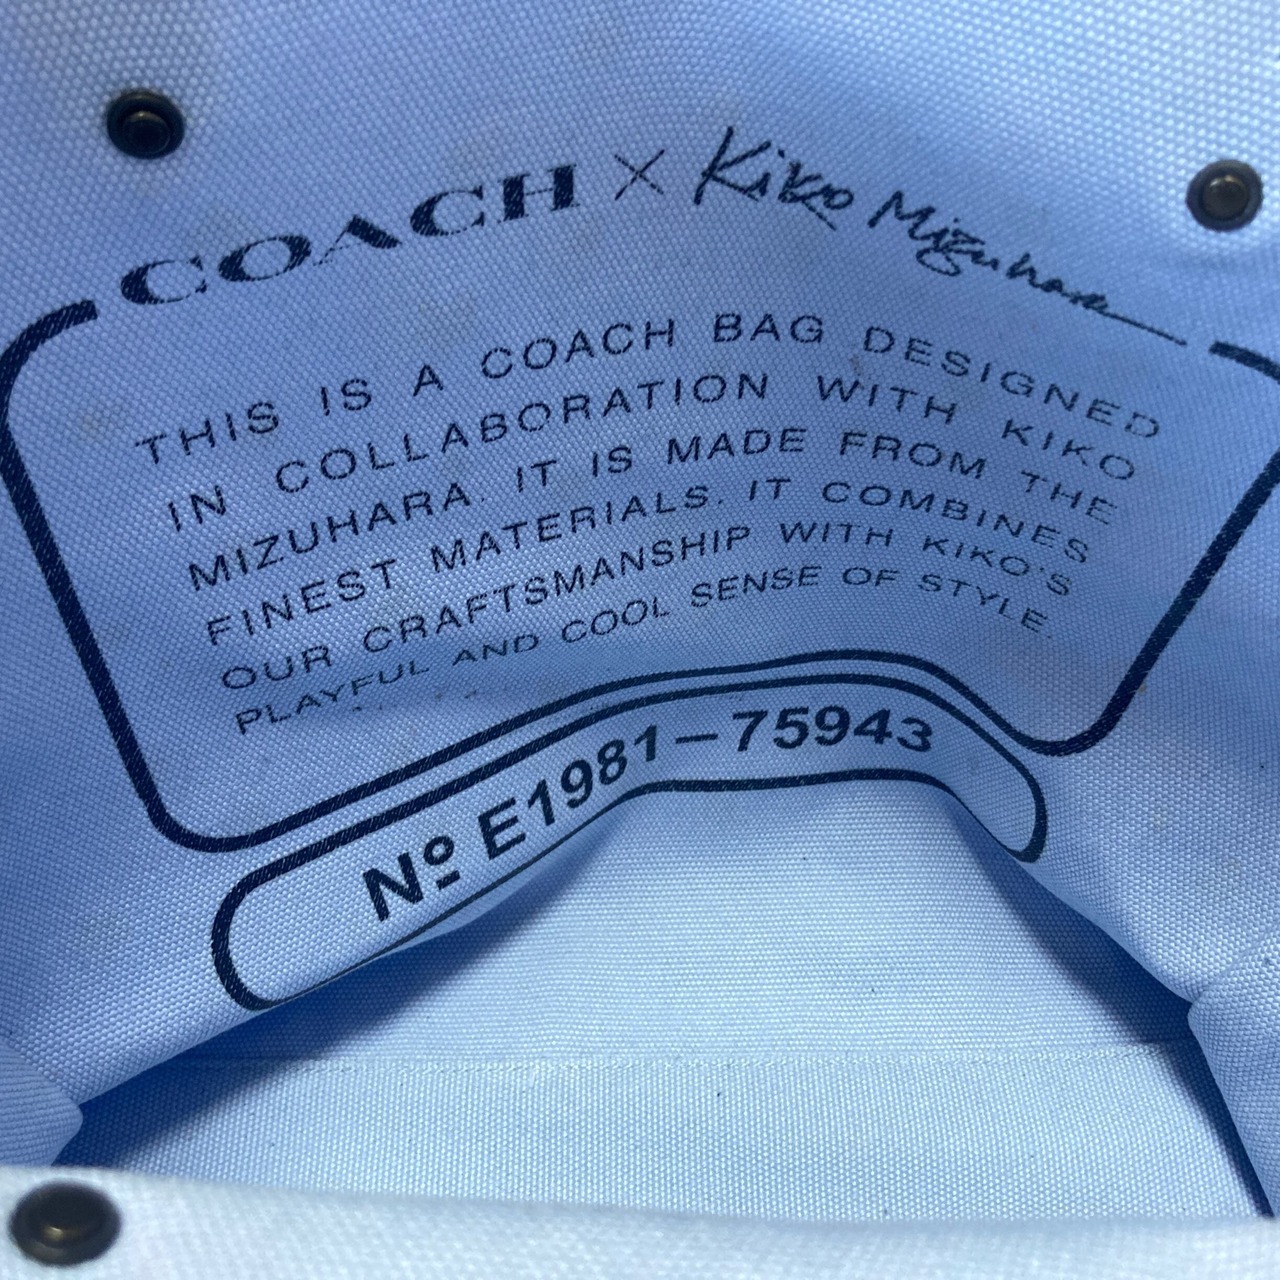 COACH × Kiko Mizuhara
THIS IS A COACH BAG DESIGNED
IN COLLABORATION WITH KIKO
MIZUHARA. IT IS MADE FROM THE
FINEST MATERIALS. IT COMBINES
OUR CRAFTSMANSHIP WITH KIKO'S
PLAYFUL AND COOL SENSE OF STYLE.
Nº E1981-75943